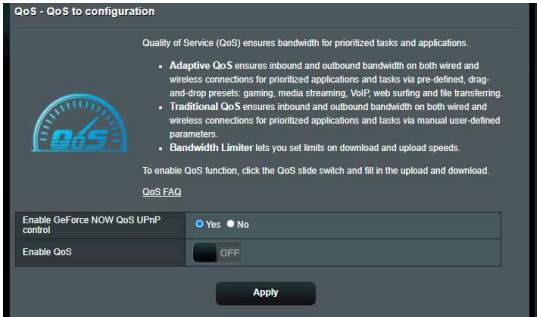 QoS - QoS to configuration
Quality of Service (QoS) ensures bandwidth for prioritized tasks and applications.
• Adaptive QoS ensures inbound and outbound bandwidth on both wired and
wireless connections for prioritized applications and tasks via pre-defined, drag-
and-drop presets: gaming, media streaming, VoIP, web surfing and file transferring.
• Traditional QoS ensures inbound and outbound bandwidth on both wired and
wireless connections for prioritized applications and tasks via manual user-defined
parameters.
• Bandwidth Limiter lets you set limits on download and upload speeds.
QoS
To enable QoS function, click the QoS slide switch and fill in the upload and download.
QoS FAQ
Enable GeForce NOW QoS UPnP
control
Yes No
Enable QoS
OFF
Apply